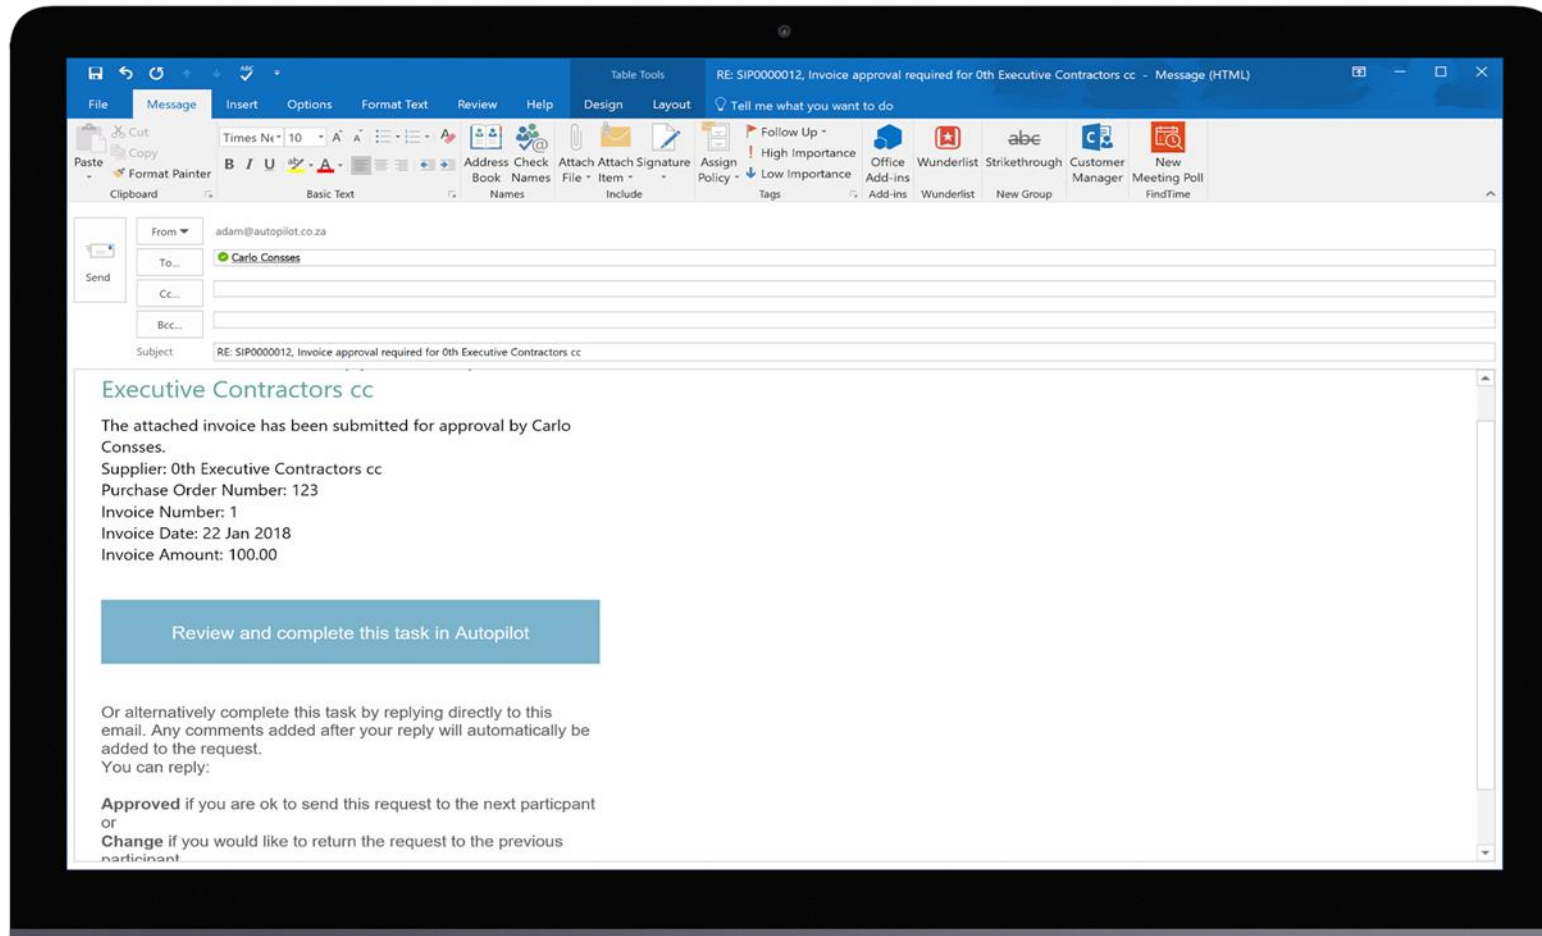 ABC
Table Tools
RE: SIP0000012, Invoice approval required for 0th Executive Contractors cc - Message (HTML)
File Message Insert Options Format Text Review Help Design Layout Tell me what you want to do
Cut
Copy
Format Painter
Paste
Clipboard
Times Ne 10 A A
B I U aby A
Basic Text
Address Book
Check Names
Names
Attach File
Attach Item
Signature
Include
Assign Policy
Follow Up
High Importance
Low Importance
Tags
Office Add-ins
Add-ins
Wunderlist
Wunderlist
abc
Strikethrough
New Group
Customer Manager
New Meeting Poll
FindTime
Send
From adam@autopilot.co.za
To... Carlo Consses
Cc...
Bcc...
Subject RE: SIP0000012, Invoice approval required for 0th Executive Contractors cc
Executive Contractors cc
The attached invoice has been submitted for approval by Carlo
Consses.
Supplier: 0th Executive Contractors cc
Purchase Order Number: 123
Invoice Number: 1
Invoice Date: 22 Jan 2018
Invoice Amount: 100.00
Review and complete this task in Autopilot
Or alternatively complete this task by replying directly to this
email. Any comments added after your reply will automatically be
added to the request.
You can reply:
Approved if you are ok to send this request to the next particpant
or
Change if you would like to return the request to the previous
participant